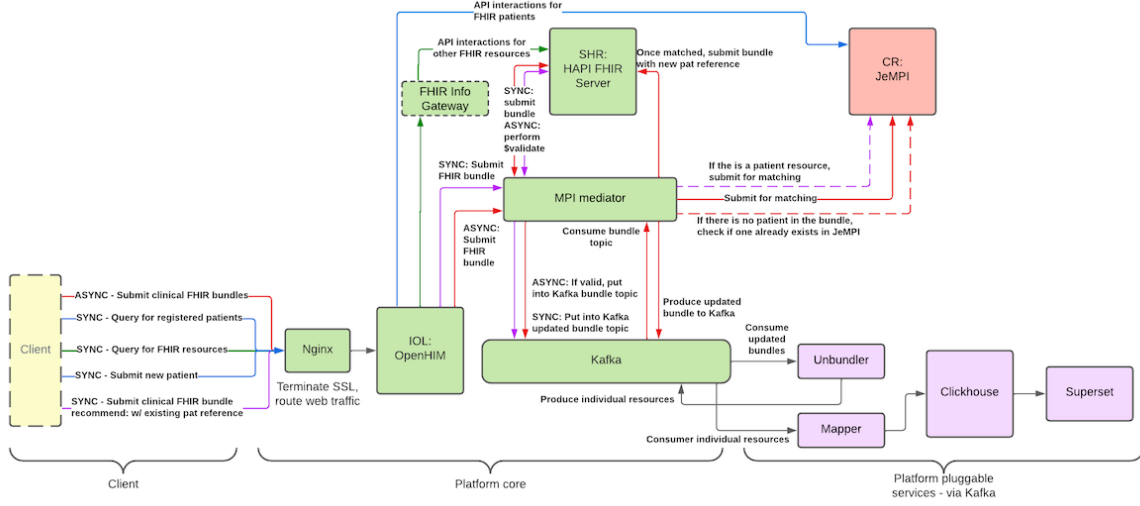 API interactions for
FHIR patients
API interactions for
other FHIR resources
SHR:
HAPI FHIR
Server
Once matched, submit bundle
with new pat reference
CR:
JeMPI
FHIR Info
Gateway
SYNC:
submit
bundle
ASYNC:
perform
$validate
SYNC: Submit
FHIR bundle
If the is a patient resource,
submit for matching
MPI mediator
Submit for matching
If there is no patient in the bundle,
check if one already exists in JeMPI
ASYNC:
Submit
FHIR
bundle
Consume bundle
topic
ASYNC: If valid, put
into Kafka bundle topic
SYNC: Put into Kafka
updated bundle topic
Produce updated
bundle to Kafka
Client
ASYNC - Submit clinical FHIR bundles
SYNC - Query for registered patients
SYNC - Query for FHIR resources
SYNC - Submit new patient
SYNC - Submit clinical FHIR bundle
recommend: w/ existing pat reference
Nginx
Terminate SSL,
route web traffic
IOL:
OpenHIM
Kafka
Consume
updated
bundles
Unbundler
Produce individual resources
Consumer individual resources
Mapper
Clickhouse
Superset
Client
Platform core
Platform pluggable
services - via Kafka